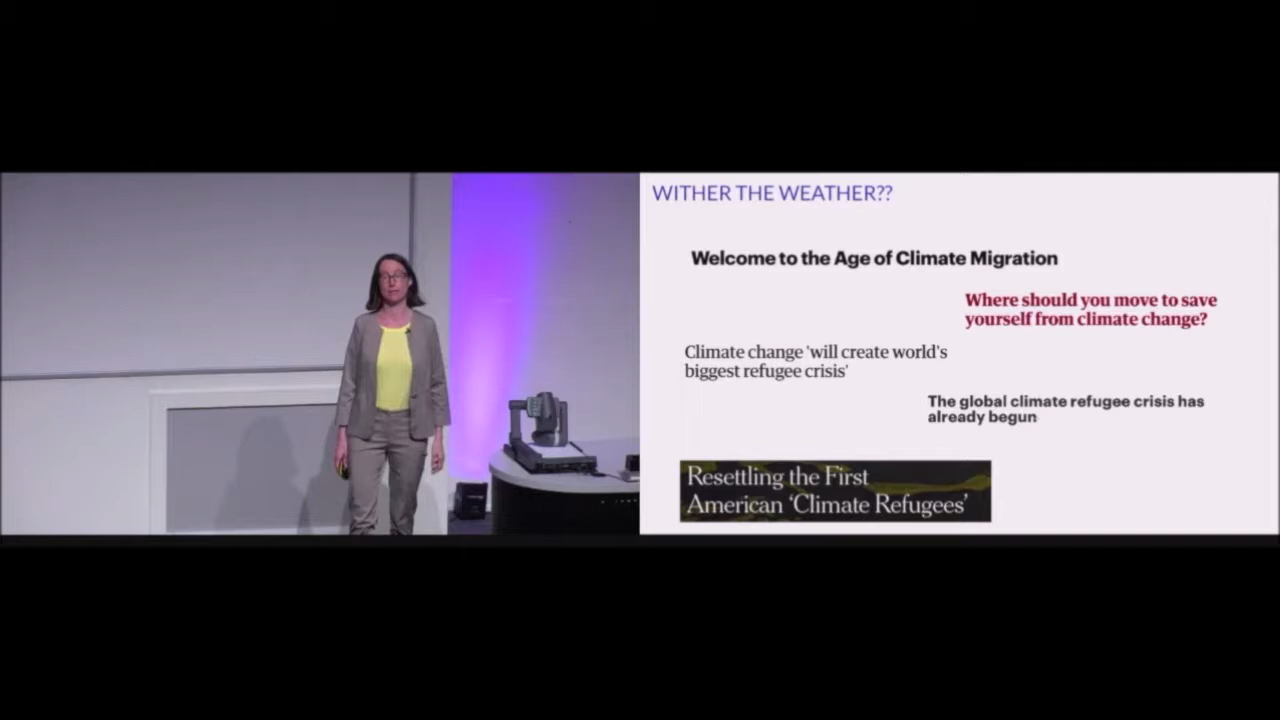 WITHER THE WEATHER??
Welcome to the Age of Climate Migration
Where should you move to save
yourself from climate change?
Climate change 'will create world's
biggest refugee crisis'
The global climate refugee crisis has
already begun
Resettling the First
American ‘Climate Refugees’